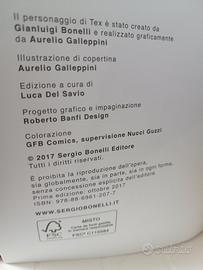 Il personaggio di Tex è stato creato da
Gianluigi Bonelli e realizzato graficamente
da Aurelio Galleppini
Illustrazione di copertina
Aurelio Galleppini
Edizione a cura di
Luca Del Savio
Progetto grafico e impaginazione
Roberto Banfi Design
Colorazione
GFB Comics, supervisione Nucci Guzzi
© 2017 Sergio Bonelli Editore
Tutti i diritti riservati.
È proibita la riproduzione dell'opera,
sia globalmente, sia in parte, sia in ogni forma,
senza concessione esplicita dell'editore.
Prima edizione: ottobre 2017
ISBN: 978-88-6961-207-7
WWW.SERGIOBONELLI.IT
FSC
MISTO
FSC® C115984
subito